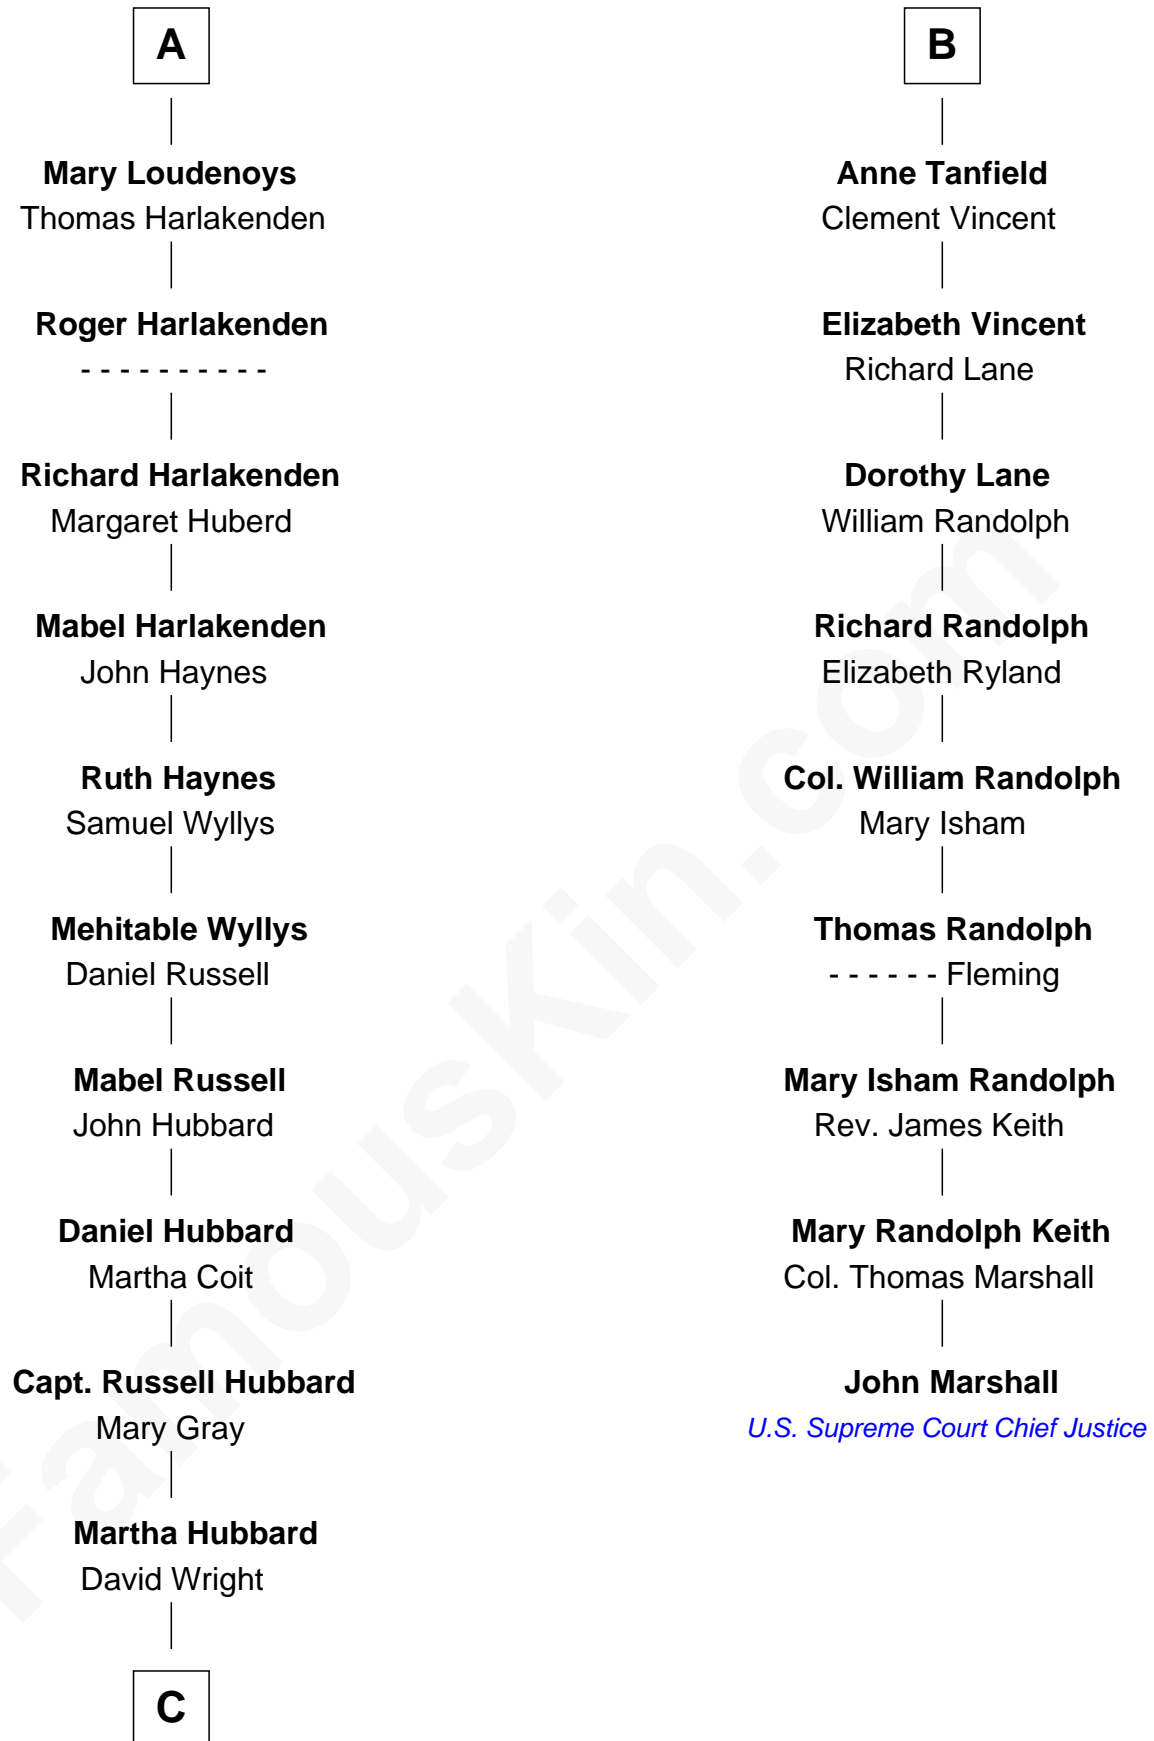 A
Mary Loudenoys
Thomas Harlakenden
Roger Harlakenden
- - - - - - - - - -
Richard Harlakenden
Margaret Huberd
Mabel Harlakenden
John Haynes
Ruth Haynes
Samuel Wyllys
Mehitable Wyllys
Daniel Russell
Mabel Russell
John Hubbard
Daniel Hubbard
Martha Coit
Capt. Russell Hubbard
Mary Gray
Martha Hubbard
David Wright
C
B
Anne Tanfield
Clement Vincent
Elizabeth Vincent
Richard Lane
Dorothy Lane
William Randolph
Richard Randolph
Elizabeth Ryland
Col. William Randolph
Mary Isham
Thomas Randolph
- - - - - - Fleming
Mary Isham Randolph
Rev. James Keith
Mary Randolph Keith
Col. Thomas Marshall
John Marshall
U.S. Supreme Court Chief Justice
FamousKin.com